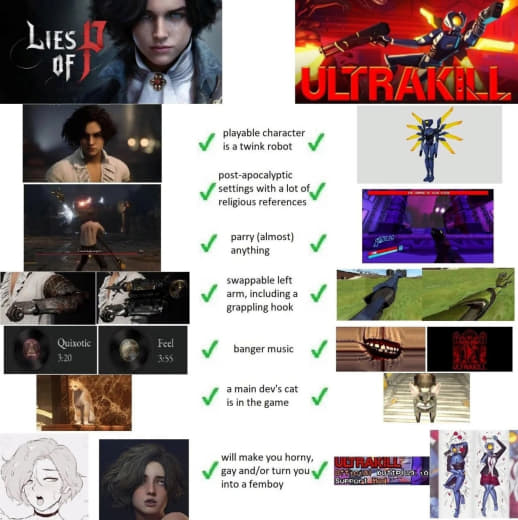 LIES
OF P
ULTRAKILL
playable character
is a twink robot
post-apocalyptic
settings with a lot of
religious references
parry (almost)
anything
swappable left
arm, including a
grappling hook
Quixotic
3:20
Feel
3:55
banger music
ULTRAKILL
a main dev's cat
is in the game
will make you horny,
gay and/or turn you
into a femboy
ULTRAKILL
Support